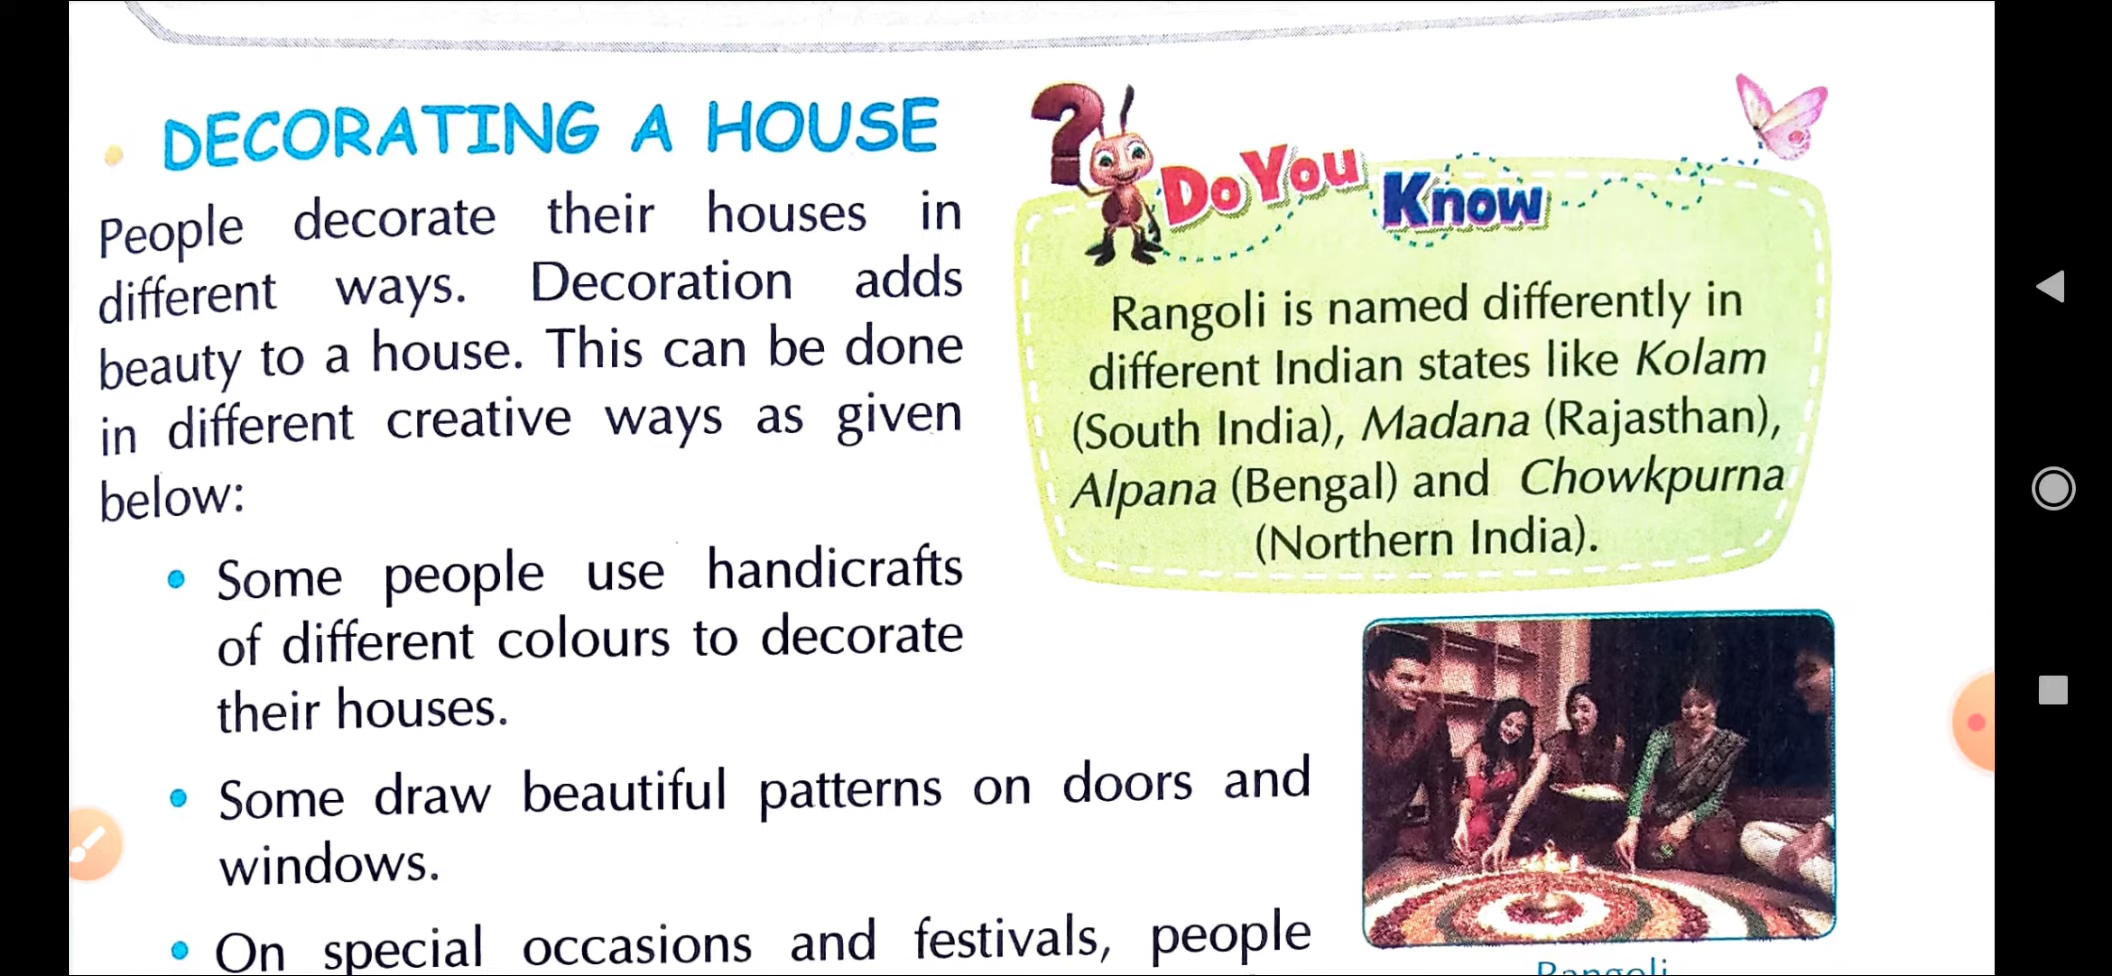 DECORATING A HOUSE
People decorate their houses in
different ways. Decoration adds
beauty to a house. This can be done
in different creative ways as given
below:
• Some people use handicrafts
of different colours to decorate
their houses.
• Some draw beautiful patterns on doors and
windows.
• On special occasions and festivals, people
? Do You Know
Rangoli is named differently in
different Indian states like Kolam
(South India), Madana (Rajasthan),
Alpana (Bengal) and Chowkpurna
(Northern India).
Rangoli